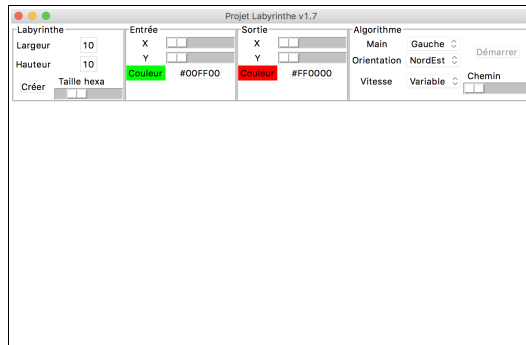 Projet Labyrinthe v1.7
Labyrinthe
Largeur 10
Hauteur 10
Créer Taille hexa
Entrée
X
Y
Couleur #00FF00
Sortie
X
Y
Couleur #FF0000
Algorithme
Main Gauche
Orientation NordEst
Démarrer
Vitesse Variable
Chemin